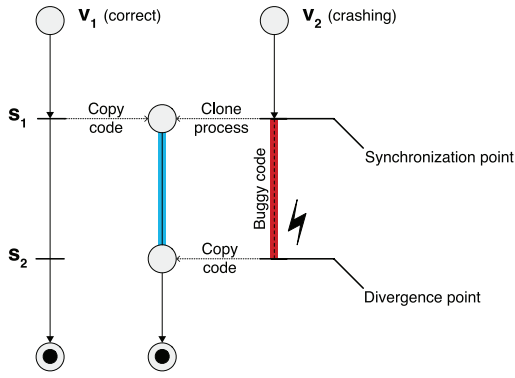 v1 (correct)
v2 (crashing)
s1
Copy
code
Clone
process
Synchronization point
Buggy code
s2
Copy
code
Divergence point